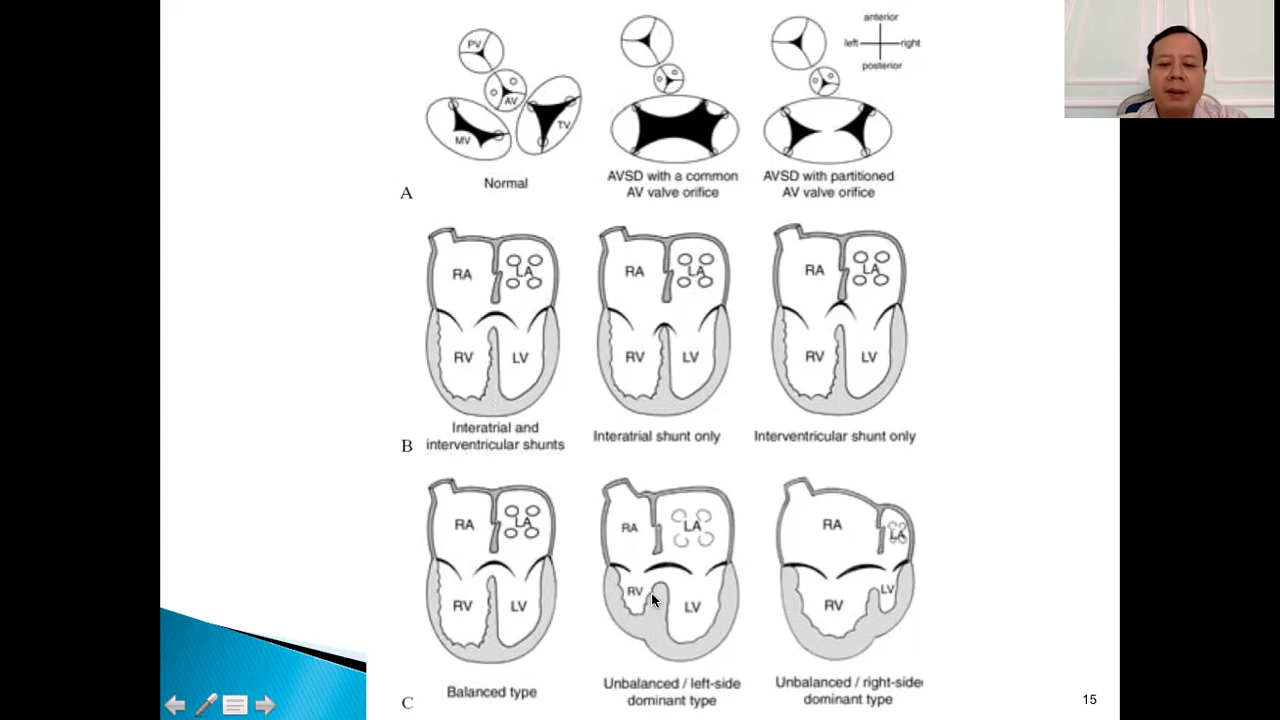 PV
AV
MV
TV
anterior
left
right
posterior
A
Normal
AVSD with a common
AV valve orifice
AVSD with partitioned
AV valve orifice
RA
LA
RV
LV
RA
LA
RV
LV
RA
LA
RV
LV
B
Interatrial and
interventricular shunts
Interatrial shunt only
Interventricular shunt only
RA
LA
RV
LV
RA
LA
RV
LV
RA
LA
RV
LV
C
Balanced type
Unbalanced / left-side
dominant type
Unbalanced / right-side
dominant type
15